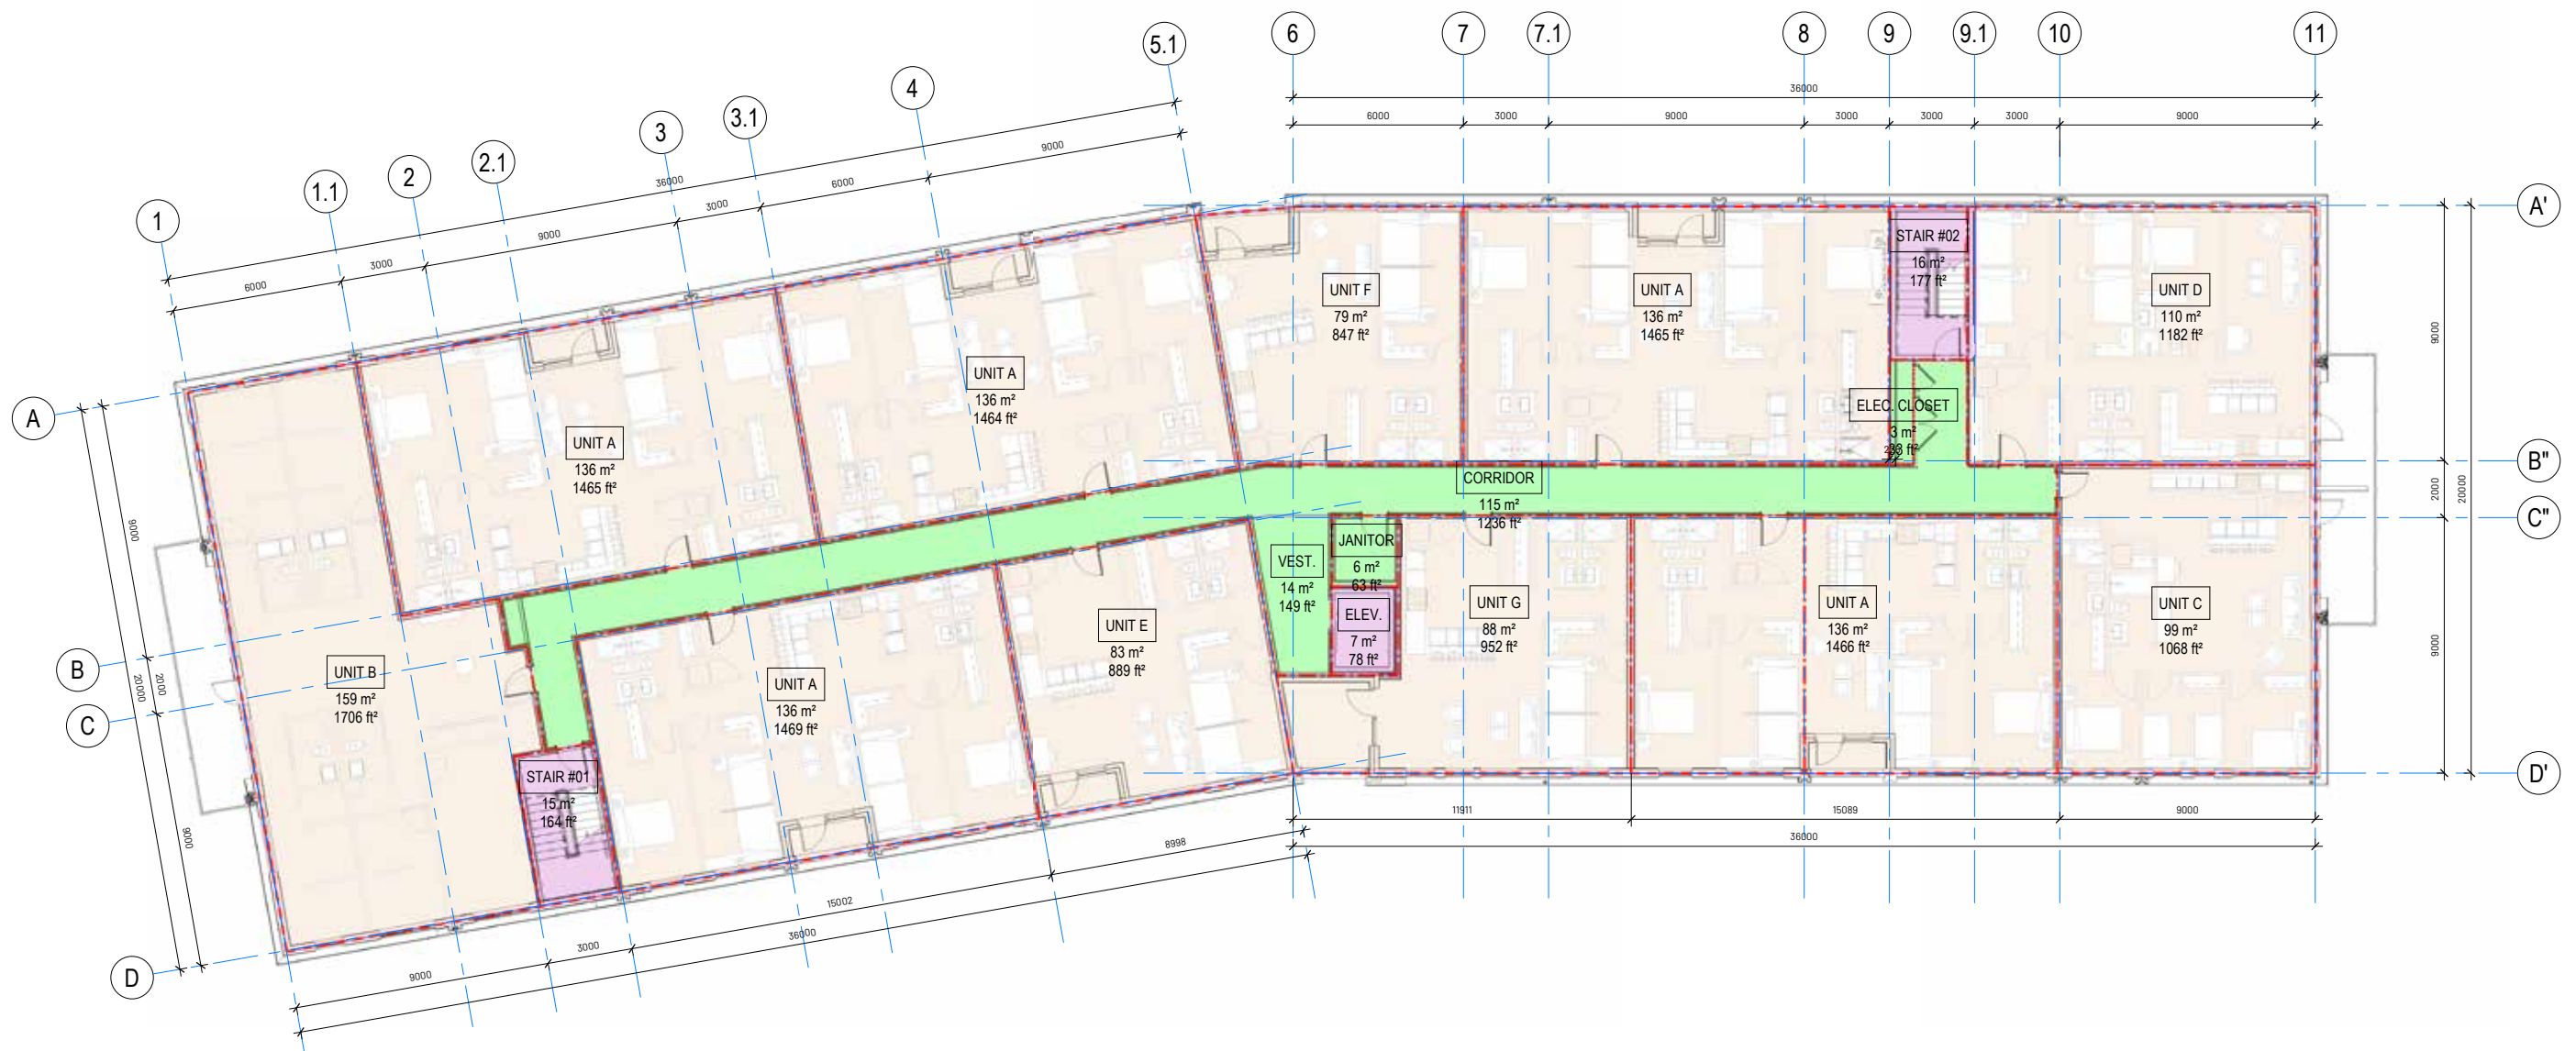 1
1.1
2
2.1
3
3.1
4
5.1
6
7
7.1
8
9
9.1
10
11
36000
6000
3000
9000
3000
6000
9000
36000
6000
3000
9000
3000
3000
3000
9000
A
B
C
D
A'
B"
C"
D'
9000
2000
9000
20000
9000
2000
9000
20000
UNIT A
136 m²
1465 ft²
UNIT A
136 m²
1464 ft²
UNIT F
79 m²
847 ft²
UNIT A
136 m²
1465 ft²
STAIR #02
16 m²
177 ft²
UNIT D
110 m²
1182 ft²
ELEC. CLOSET
3 m²
33 ft²
CORRIDOR
115 m²
1236 ft²
UNIT B
159 m²
1706 ft²
STAIR #01
15 m²
164 ft²
UNIT A
136 m²
1469 ft²
UNIT E
83 m²
889 ft²
VEST.
14 m²
149 ft²
JANITOR
6 m²
63 ft²
ELEV.
7 m²
78 ft²
UNIT G
88 m²
952 ft²
UNIT A
136 m²
1466 ft²
UNIT C
99 m²
1068 ft²
9000
3000
15002
8998
36000
11911
15089
9000
36000